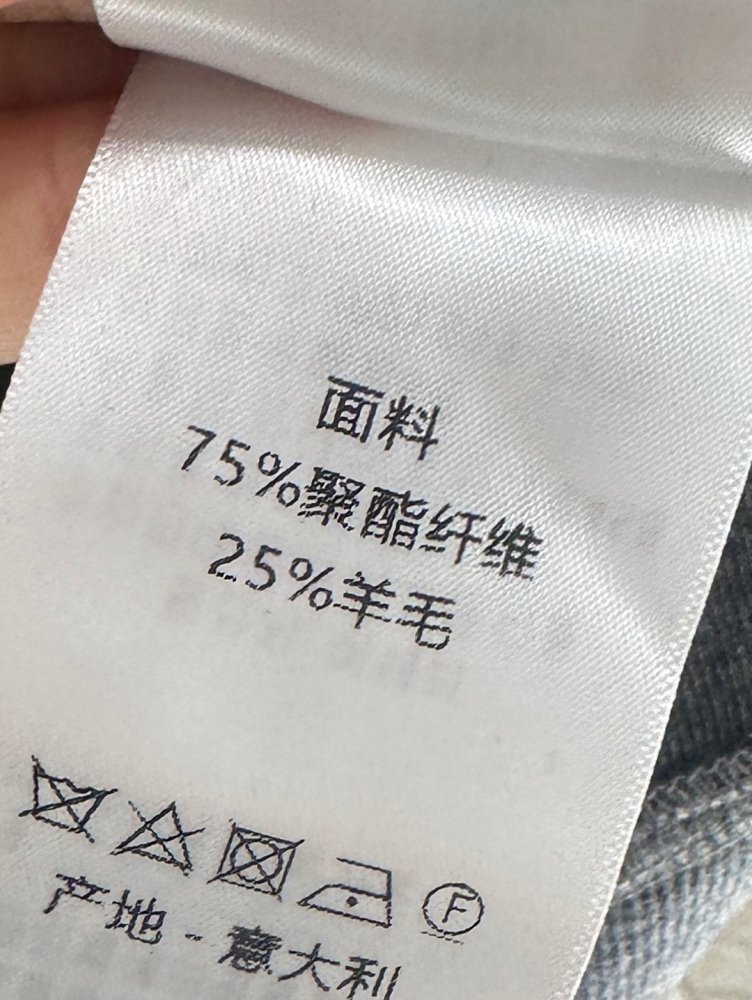 面料
75%聚酯纤维
25%羊毛
F
产地 - 意大利